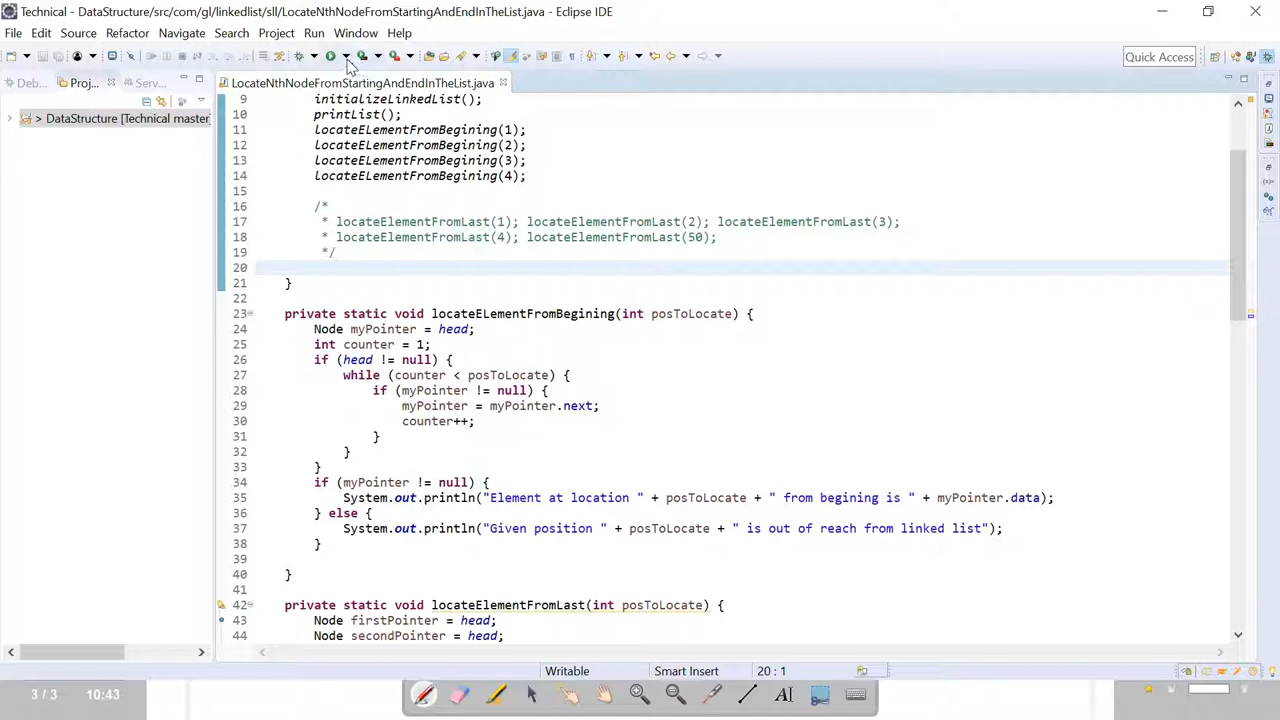 Technical - DataStructure/src/com/gl/linkedlist/sll/LocateNthNodeFromStartingAndEndInTheList.java - Eclipse IDE
File Edit Source Refactor Navigate Search Project Run Window Help
Quick Access
Deb... Proj... Serv...
LocateNthNodeFromStartingAndEndInTheList.java
> DataStructure [Technical master
9 initializeLinkedList();
10 printList();
11 locateELementFromBegining(1);
12 locateELementFromBegining(2);
13 locateELementFromBegining(3);
14 locateELementFromBegining(4);
15
16 /*
17 * locateElementFromLast(1); locateElementFromLast(2); locateElementFromLast(3);
18 * locateElementFromLast(4); locateElementFromLast(50);
19 */
20
21 }
22
23 private static void locateELementFromBegining(int posToLocate) {
24 Node myPointer = head;
25 int counter = 1;
26 if (head != null) {
27 while (counter < posToLocate) {
28 if (myPointer != null) {
29 myPointer = myPointer.next;
30 counter++;
31 }
32 }
33 }
34 if (myPointer != null) {
35 System.out.println("Element at location " + posToLocate + " from begining is " + myPointer.data);
36 } else {
37 System.out.println("Given position " + posToLocate + " is out of reach from linked list");
38 }
39
40 }
41
42 private static void locateElementFromLast(int posToLocate) {
43 Node firstPointer = head;
44 Node secondPointer = head;
Writable Smart Insert 20 : 1
3 / 3 10:43
AI